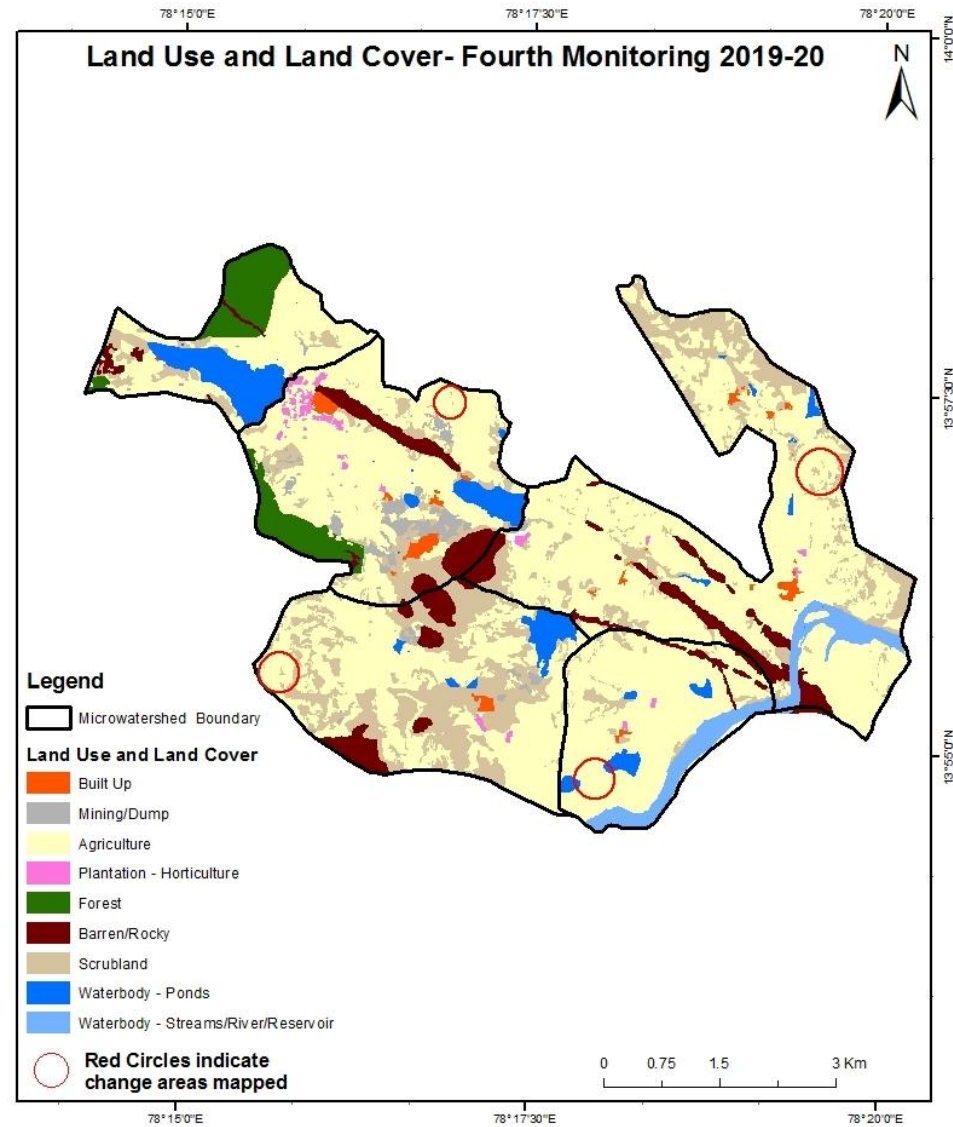 78°15'0"E 78°17'30"E 78°20'0"E
14°0'0"N
Land Use and Land Cover- Fourth Monitoring 2019-20
N
13°57'30"N
13°55'0"N
Legend
Microwatershed Boundary
Land Use and Land Cover
Built Up
Mining/Dump
Agriculture
Plantation - Horticulture
Forest
Barren/Rocky
Scrubland
Waterbody - Ponds
Waterbody - Streams/River/Reservoir
Red Circles indicate
change areas mapped
0 0.75 1.5 3 Km
78°15'0"E 78°17'30"E 78°20'0"E